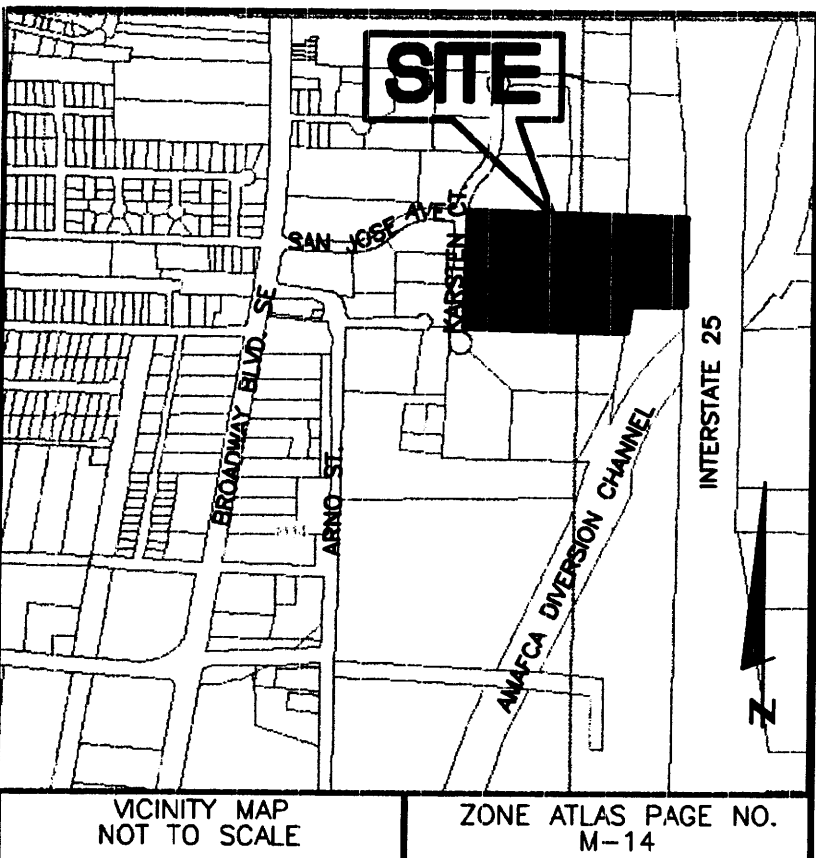 SITE
SAN JOSE AVE
KARSTEN CT.
BROADWAY BLVD. SE
ARNO ST.
INTERSTATE 25
AMAFCA DIVERSION CHANNEL
N
VICINITY MAP
NOT TO SCALE
ZONE ATLAS PAGE NO.
M-14